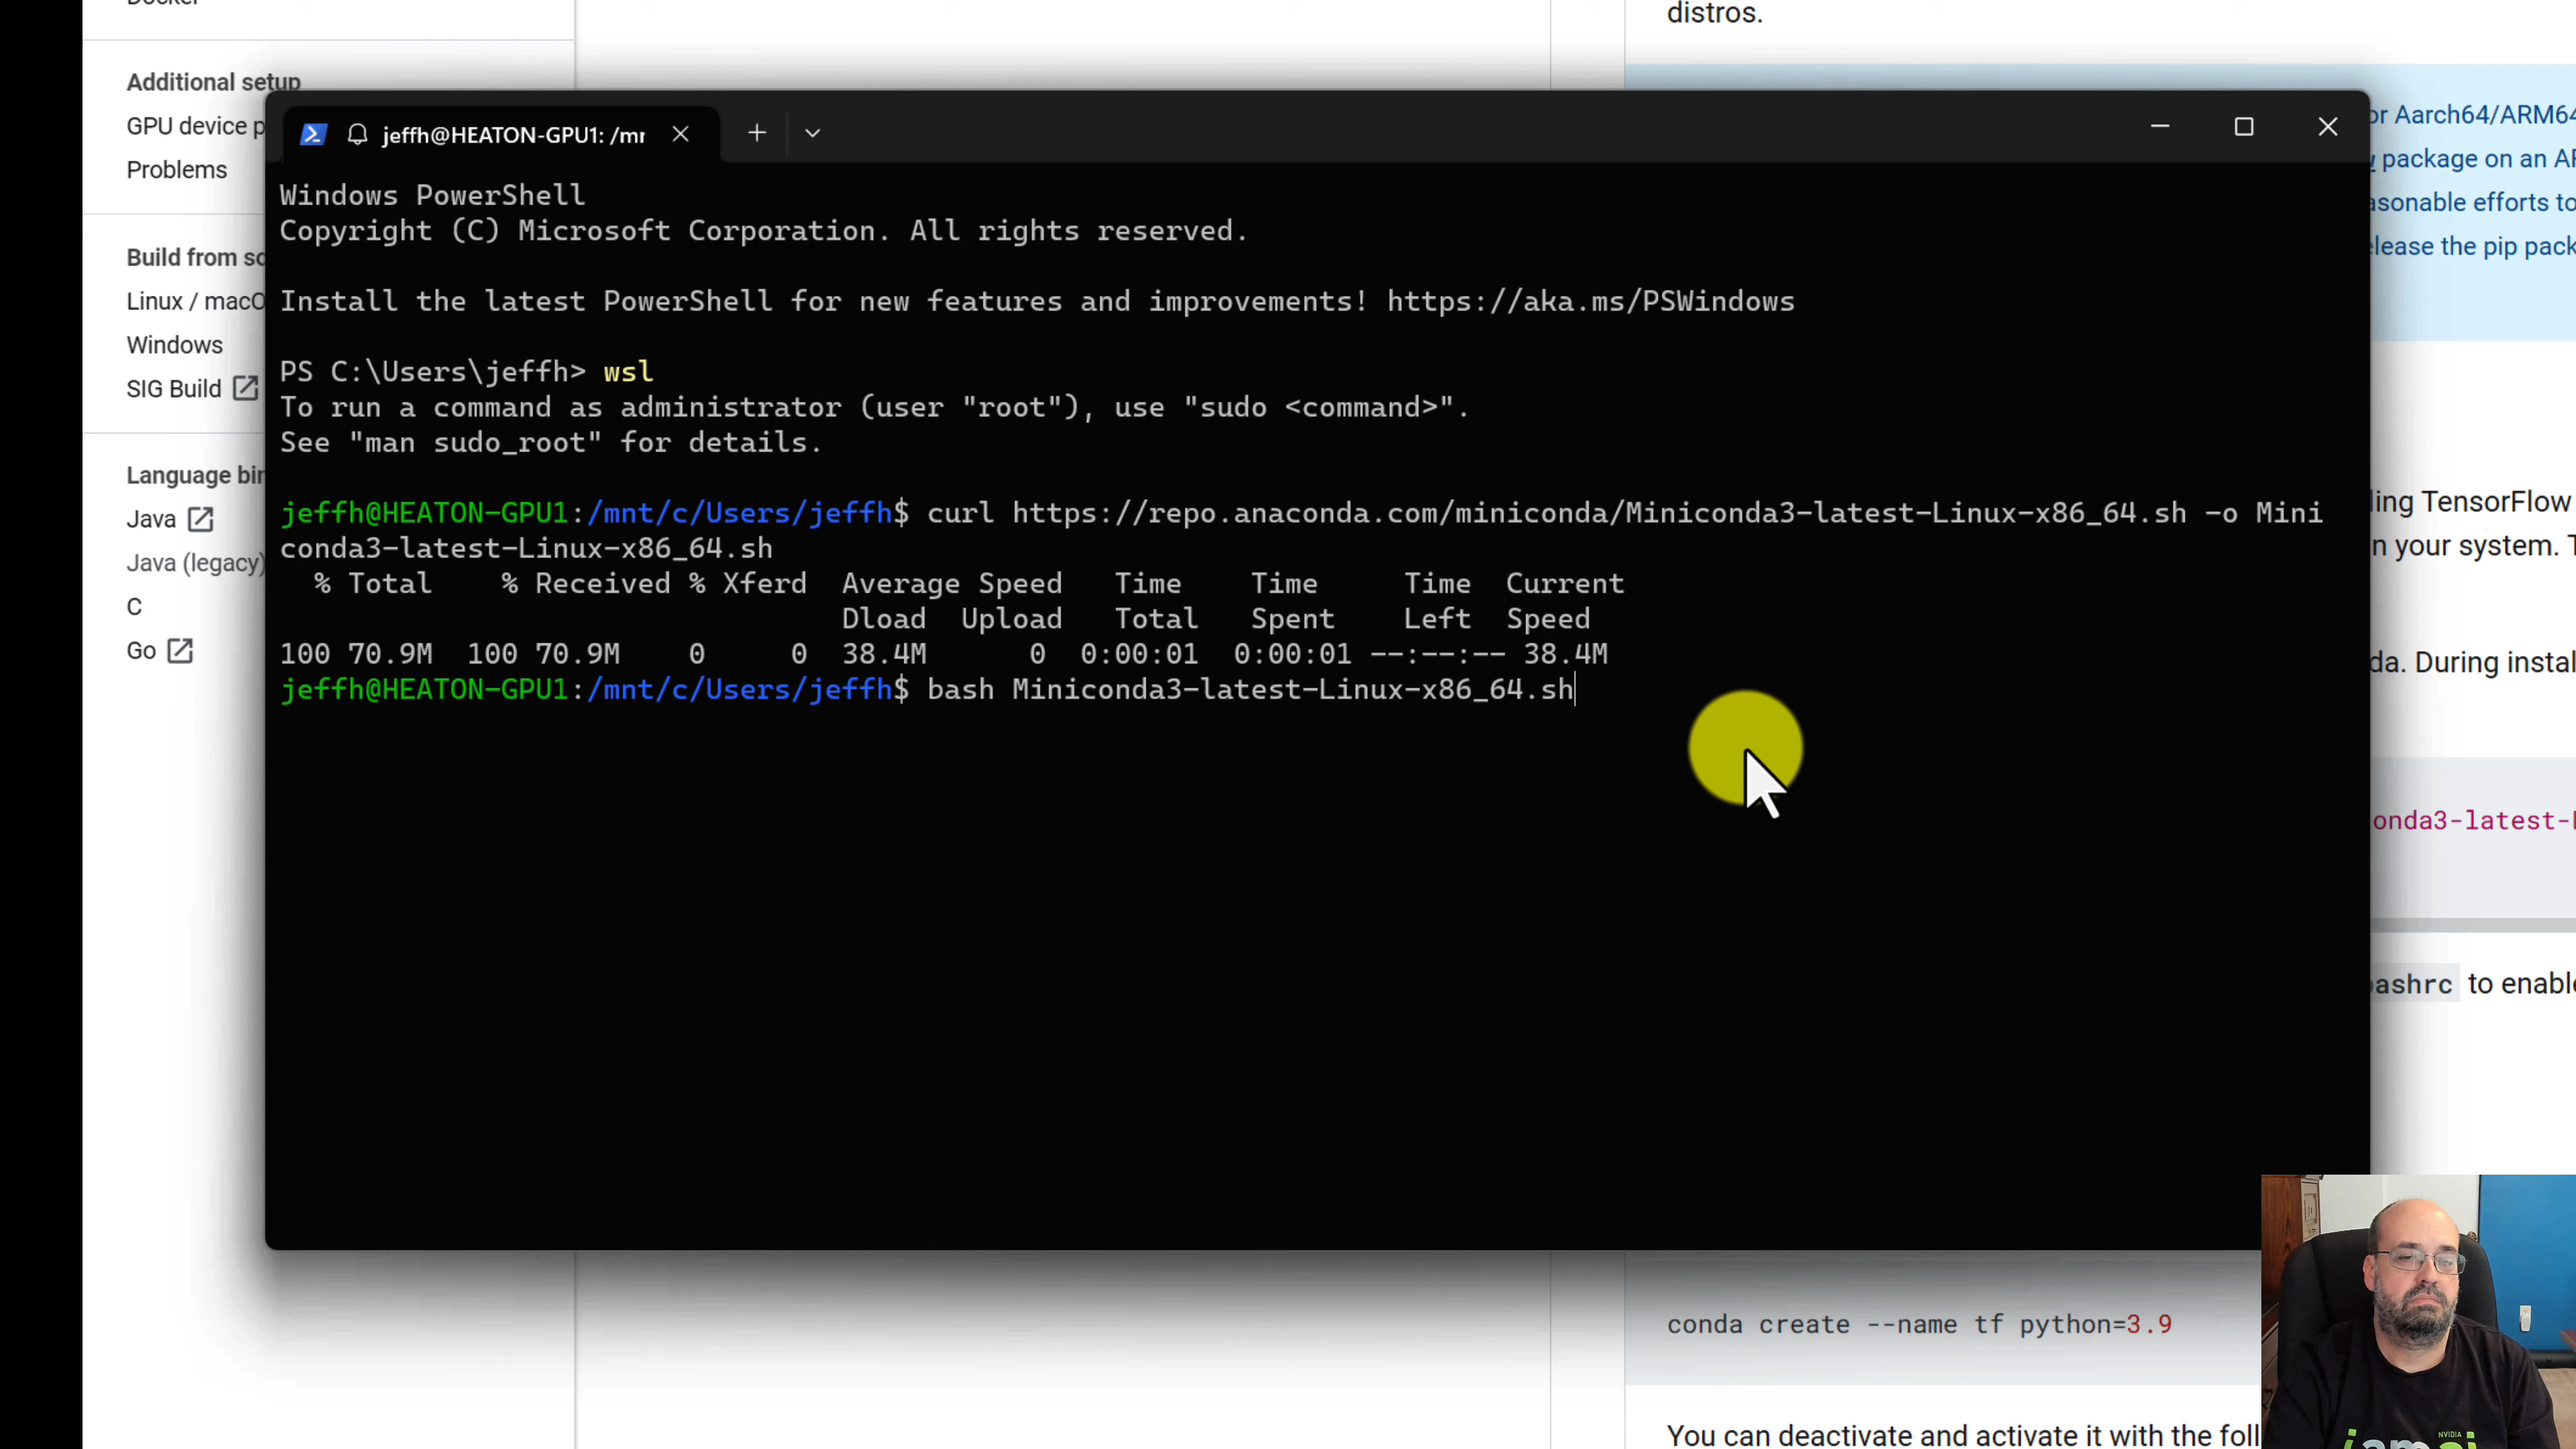 Docker
distros.
Additional setup
GPU device p
Problems
Build from so
Linux / macO
Windows
SIG Build
Language bin
Java
Java (legacy)
C
Go
jeffh@HEATON-GPU1: /mn
Windows PowerShell
Copyright (C) Microsoft Corporation. All rights reserved.
Install the latest PowerShell for new features and improvements! https://aka.ms/PSWindows
PS C:\Users\jeffh> wsl
To run a command as administrator (user "root"), use "sudo <command>".
See "man sudo_root" for details.
jeffh@HEATON-GPU1:/mnt/c/Users/jeffh$ curl https://repo.anaconda.com/miniconda/Miniconda3-latest-Linux-x86_64.sh -o Mini
conda3-latest-Linux-x86_64.sh
% Total % Received % Xferd Average Speed Time Time Time Current
Dload Upload Total Spent Left Speed
100 70.9M 100 70.9M 0 0 38.4M 0 0:00:01 0:00:01 --:--:-- 38.4M
jeffh@HEATON-GPU1:/mnt/c/Users/jeffh$ bash Miniconda3-latest-Linux-x86_64.sh
or Aarch64/ARM64
package on an AR
asonable efforts to
elease the pip pack
ling TensorFlow
n your system. T
da. During instal
onda3-latest-
bashrc to enable
conda create --name tf python=3.9
You can deactivate and activate it with the foll
NVIDIA